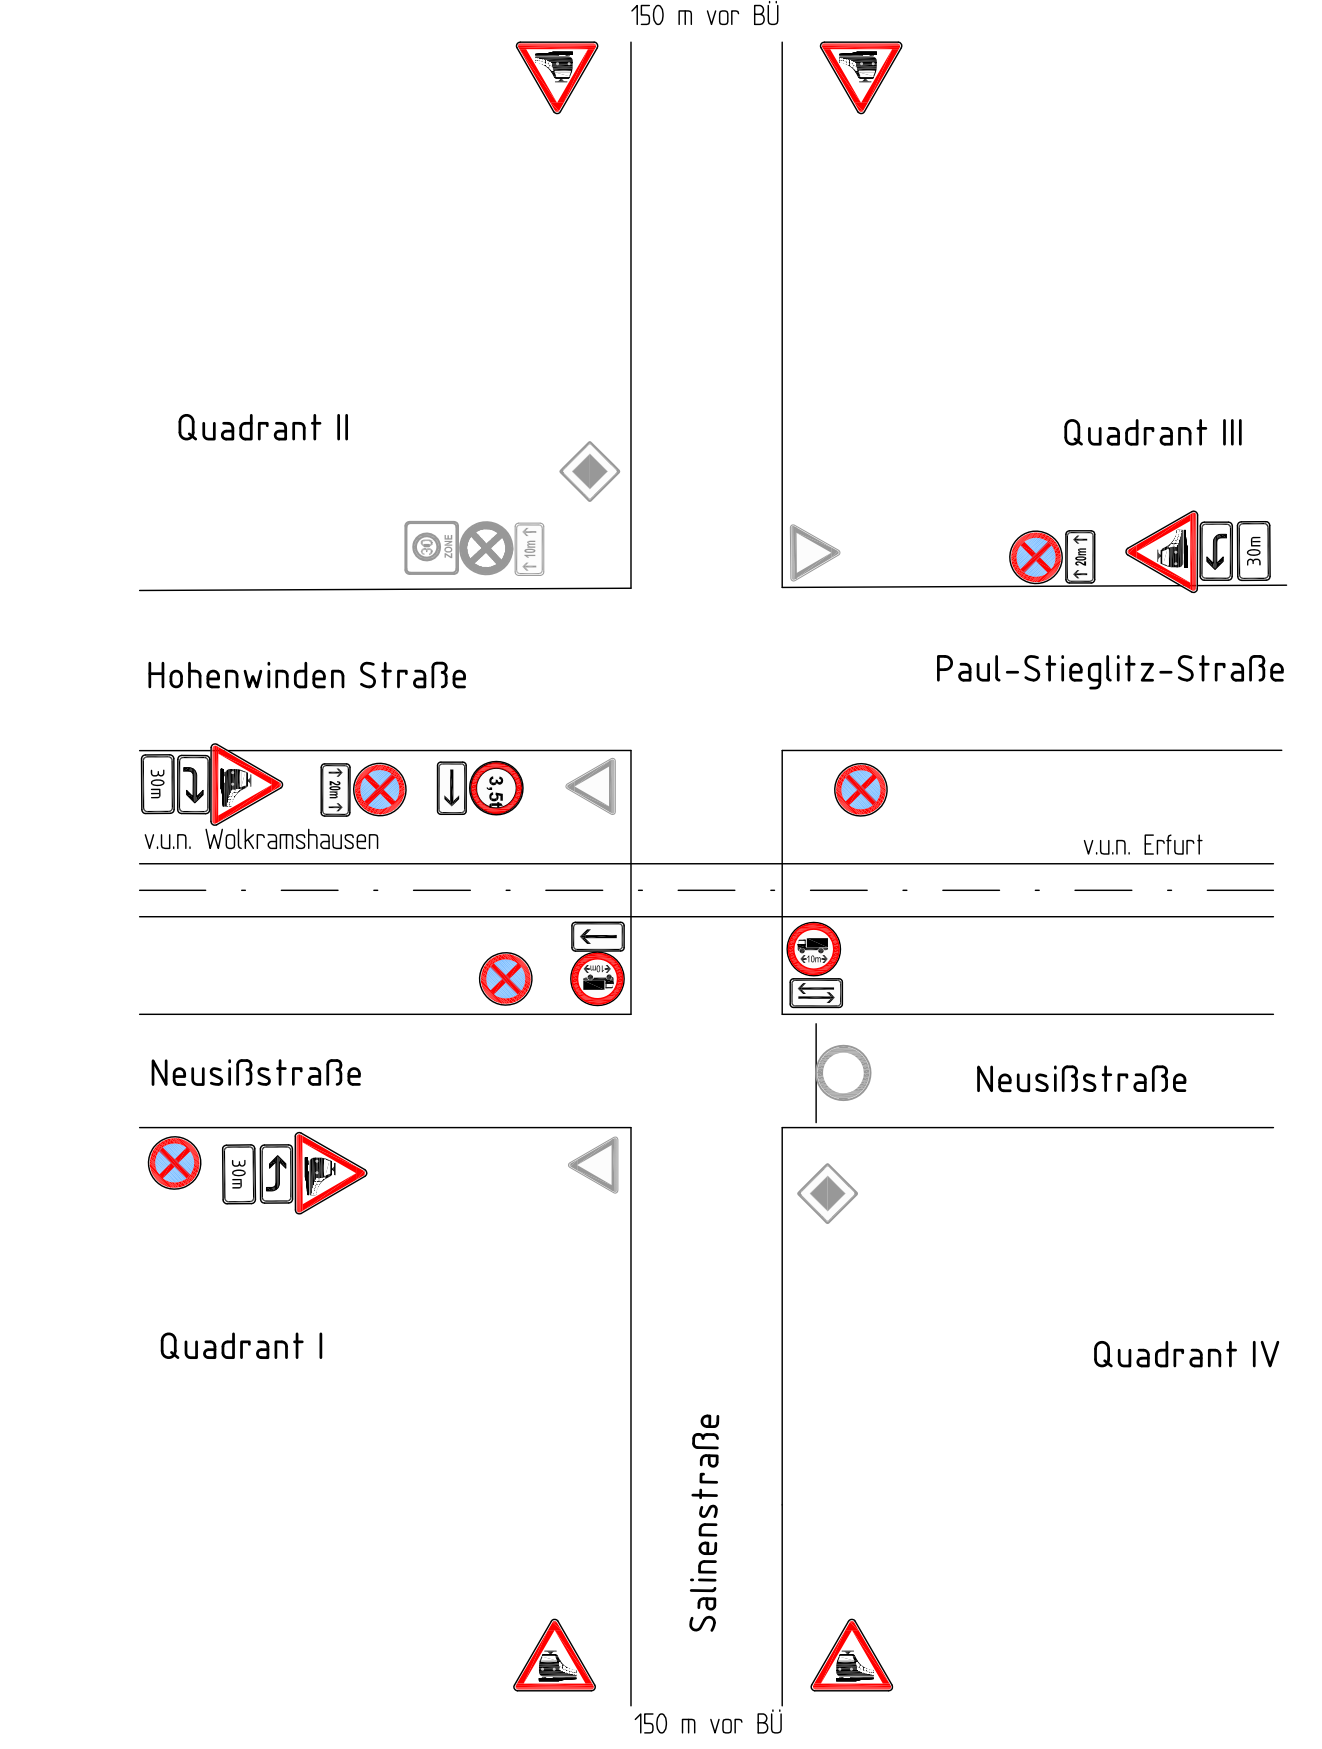 150 m vor BÜ
Quadrant II
Quadrant III
30
ZONE
10m
20m
30m
Hohenwinden Straße
Paul-Stieglitz-Straße
30m
20m
3,5t
v.u.n. Wolkramshausen
v.u.n. Erfurt
10m
10m
Neusißstraße
Neusißstraße
30m
Quadrant I
Quadrant IV
Salinenstraße
150 m vor BÜ